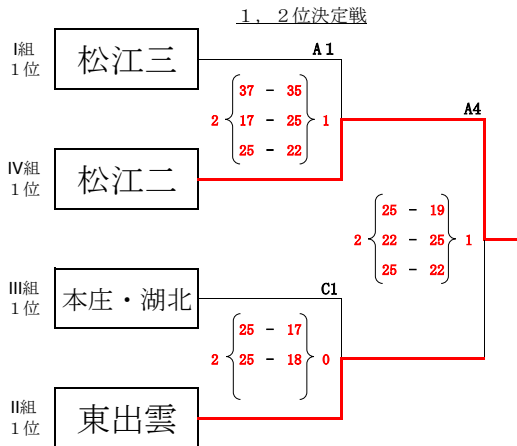 １，２位決定戦
Ⅰ組
１位
松江三
A1
37 － 35
2 17 － 25 1
25 － 22
A4
Ⅳ組
１位
松江二
25 － 19
2 22 － 25 1
25 － 22
Ⅲ組
１位
本庄・湖北
C1
25 － 17
2 25 － 18 0
Ⅱ組
１位
東出雲